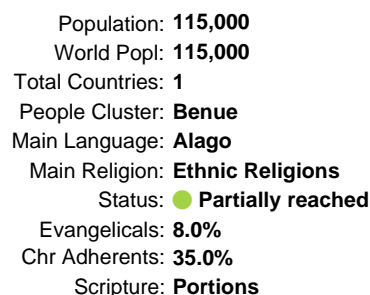 Population: 115,000
World Popl: 115,000
Total Countries: 1
People Cluster: Benue
Main Language: Alago
Main Religion: Ethnic Religions
Status: Partially reached
Evangelicals: 8.0%
Chr Adherents: 35.0%
Scripture: Portions